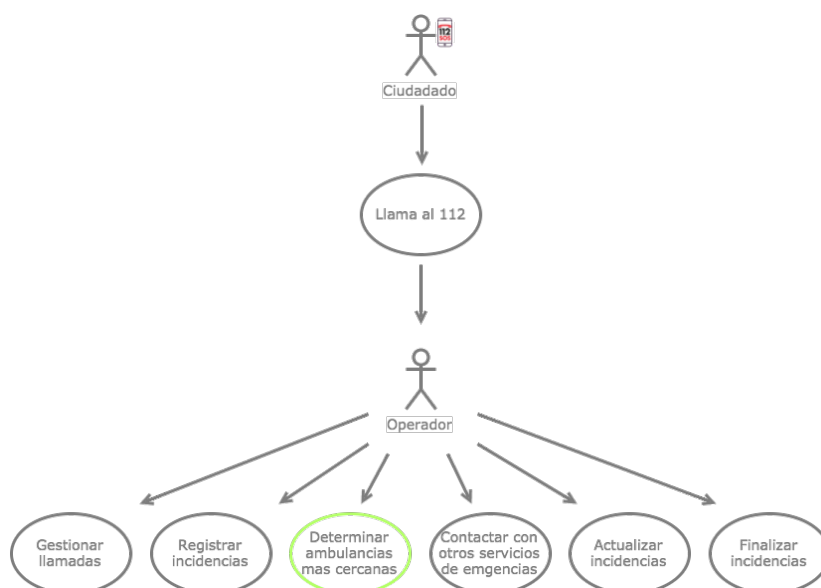 112
SOS
Ciudadado
Llama al 112
Operador
Gestionar
llamadas
Registrar
incidencias
Determinar
ambulancias
mas cercanas
Contactar con
otros servicios
de emgencias
Actualizar
incidencias
Finalizar
incidencias